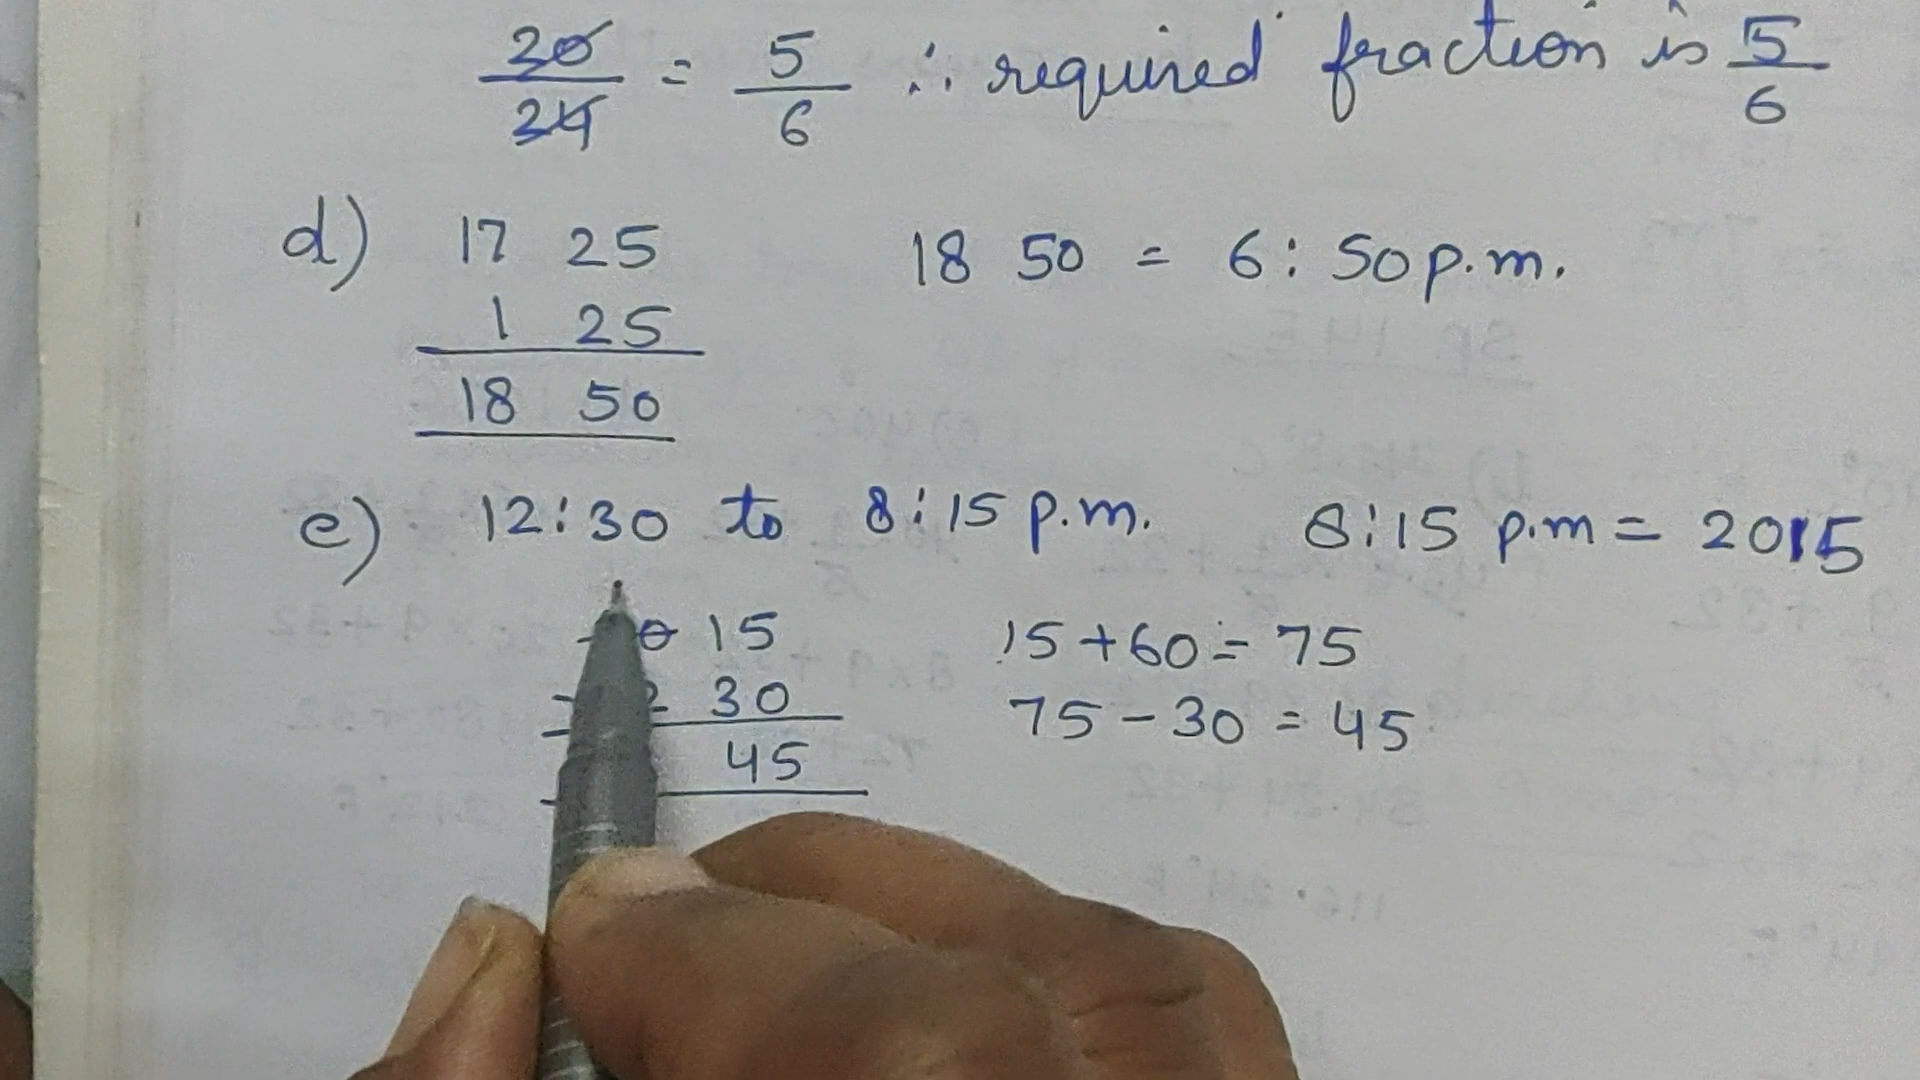 20/24 = 5/6 ∴ required fraction is 5/6
d) 17 25 18 50 = 6:50 p.m.
1 25
18 50
e) 12:30 to 8:15 p.m. 8:15 p.m = 2015
15 15+60 = 75
30 75-30 = 45
45